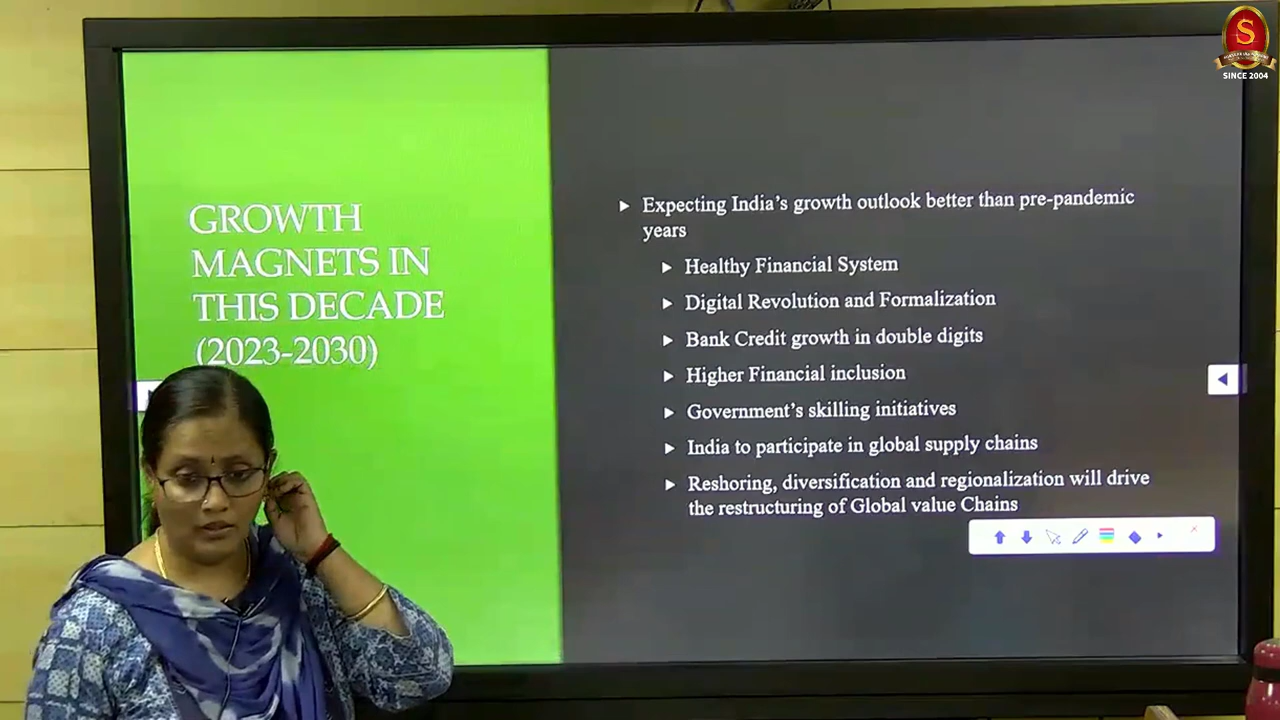 S
SINCE 2004
GROWTH
MAGNETS IN
THIS DECADE
(2023-2030)
Expecting India's growth outlook better than pre-pandemic
years
Healthy Financial System
Digital Revolution and Formalization
Bank Credit growth in double digits
Higher Financial inclusion
Government's skilling initiatives
India to participate in global supply chains
Reshoring, diversification and regionalization will drive
the restructuring of Global value Chains